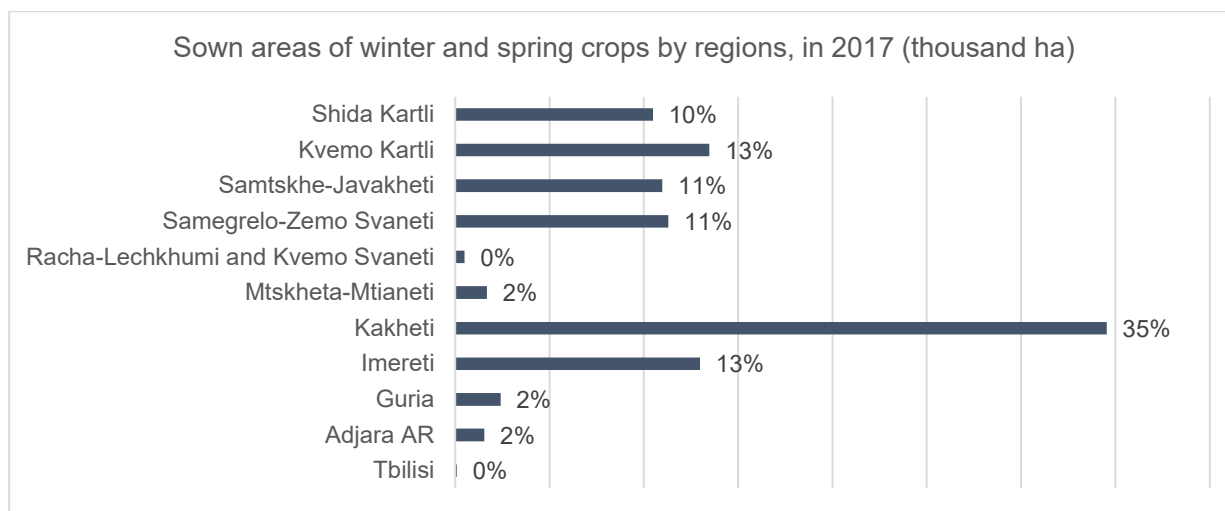 Sown areas of winter and spring crops by regions, in 2017 (thousand ha)
Shida Kartli 10%
Kvemo Kartli 13%
Samtskhe-Javakheti 11%
Samegrelo-Zemo Svaneti 11%
Racha-Lechkhumi and Kvemo Svaneti 0%
Mtskheta-Mtianeti 2%
Kakheti 35%
Imereti 13%
Guria 2%
Adjara AR 2%
Tbilisi 0%